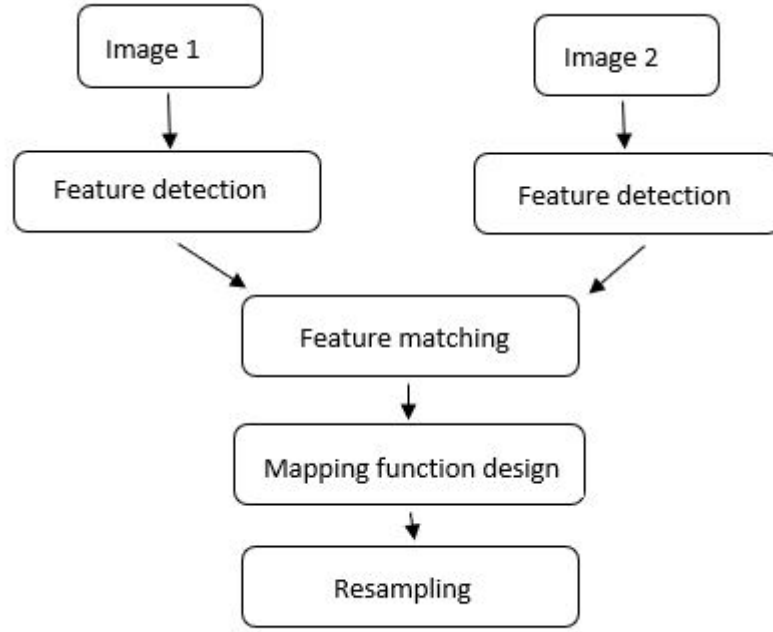 Image 1
Image 2
Feature detection
Feature detection
Feature matching
Mapping function design
Resampling